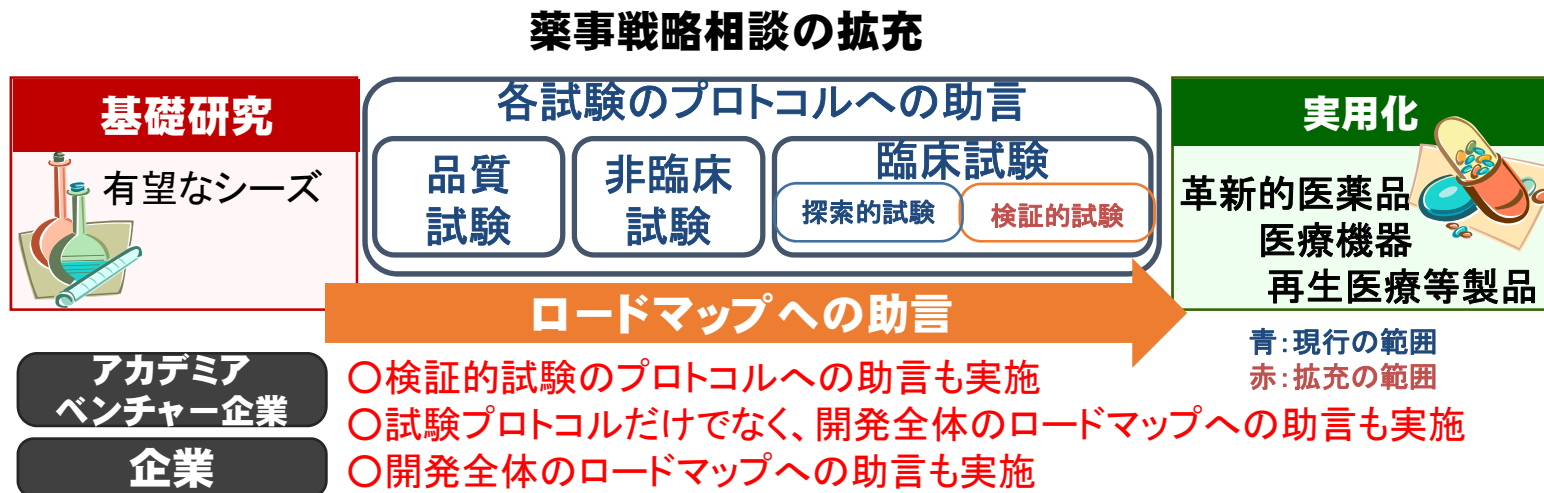 薬事戦略相談の拡充
基礎研究
有望なシーズ
各試験のプロトコルへの助言
品質
試験
非臨床
試験
臨床試験
探索的試験
検証的試験
実用化
革新的医薬品
医療機器
再生医療等製品
ロードマップへの助言
青:現行の範囲
赤:拡充の範囲
アカデミア
ベンチャー企業
〇検証的試験のプロトコルへの助言も実施
〇試験プロトコルだけでなく、開発全体のロードマップへの助言も実施
企業
〇開発全体のロードマップへの助言も実施